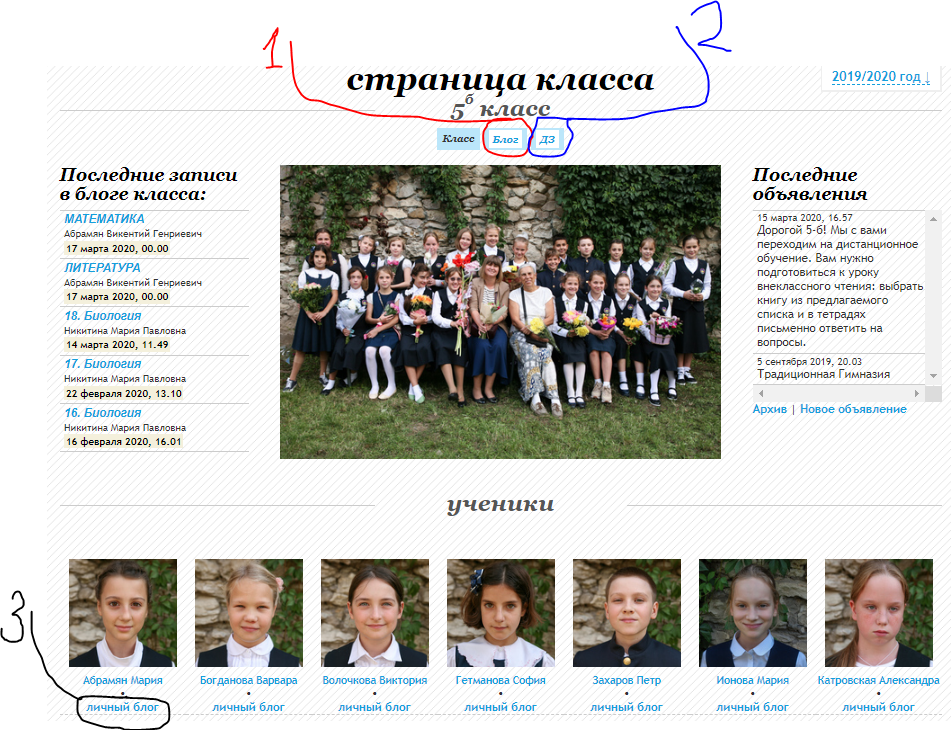 1
2
страница класса
2019/2020 год ↓
5б класс
Класс Блог ДЗ
Последние записи
в блоге класса:
МАТЕМАТИКА
Абрамян Викентий Генриевич
17 марта 2020, 00.00
ЛИТЕРАТУРА
Абрамян Викентий Генриевич
17 марта 2020, 00.00
18. Биология
Никитина Мария Павловна
14 марта 2020, 11.49
17. Биология
Никитина Мария Павловна
22 февраля 2020, 13.10
16. Биология
Никитина Мария Павловна
16 февраля 2020, 16.01
Последние
объявления
15 марта 2020, 16.57
Дорогой 5-б! Мы с вами
переходим на дистанционное
обучение. Вам нужно
подготовиться к уроку
внеклассного чтения: выбрать
книгу из предлагаемого
списка и в тетрадях
письменно ответить на
вопросы.
5 сентября 2019, 20.03
Традиционная Гимназия
Архив | Новое объявление
ученики
3
Абрамян Мария
•
личный блог
Богданова Варвара
•
личный блог
Волочкова Виктория
•
личный блог
Гетманова София
•
личный блог
Захаров Петр
•
личный блог
Ионова Мария
•
личный блог
Катровская Александра
•
личный блог